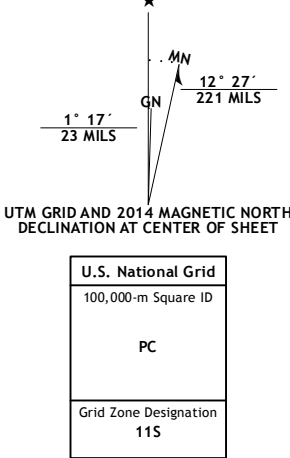 ★
MN
GN
12° 27´
221 MILS
1° 17´
23 MILS
UTM GRID AND 2014 MAGNETIC NORTH
DECLINATION AT CENTER OF SHEET
U.S. National Grid
100,000-m Square ID
PC
Grid Zone Designation
11S